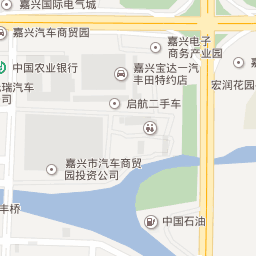 嘉兴国际电气城
嘉兴汽车商贸园
嘉兴电子
商务产业园
中国农业银行
嘉兴宝达一汽
丰田特约店
瑞汽车
公司
宏润花园
启航二手车
嘉兴市汽车商贸
园投资公司
丰桥
中国石油